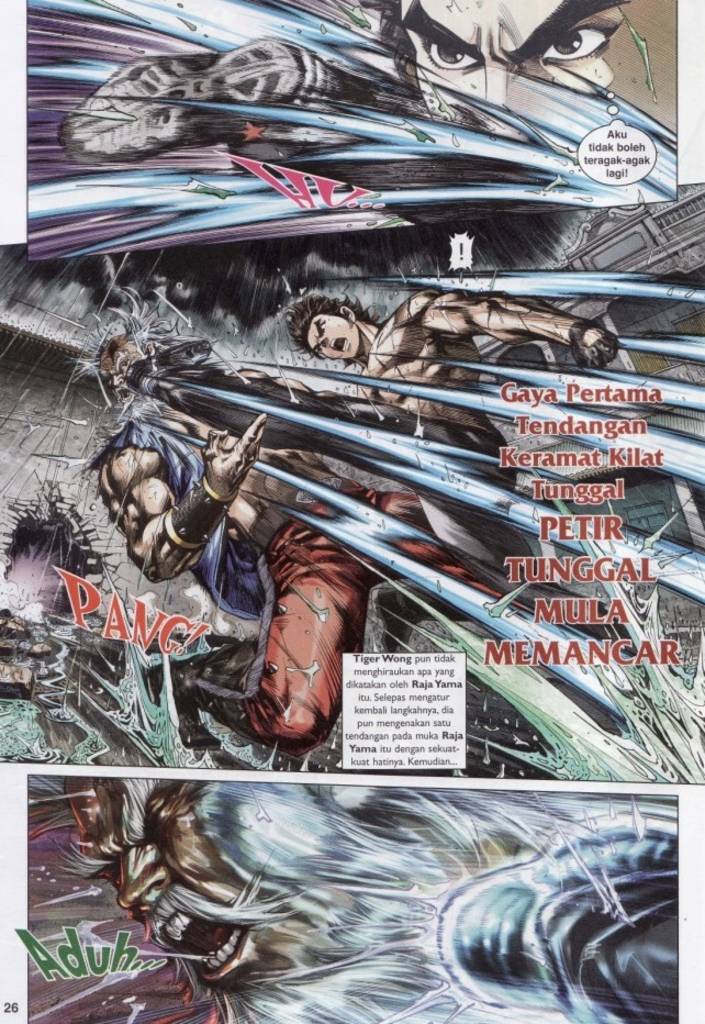 Aku
tidak boleh
teragak-agak
lagi!
HU...
!
Gaya Pertama
Tendangan
Keramat Kilat
Tunggal
PETIR
TUNGGAL
MULA
MEMANCAR
PANG!
Tiger Wong pun tidak
menghiraukan apa yang
dikatakan oleh Raja Yama
itu. Selepas mengatur
kembali langkahnya, dia
pun mengenakan satu
tendangan pada muka Raja
Yama itu dengan sekuat-
kuat hatinya. Kemudian...
Aduh...
26